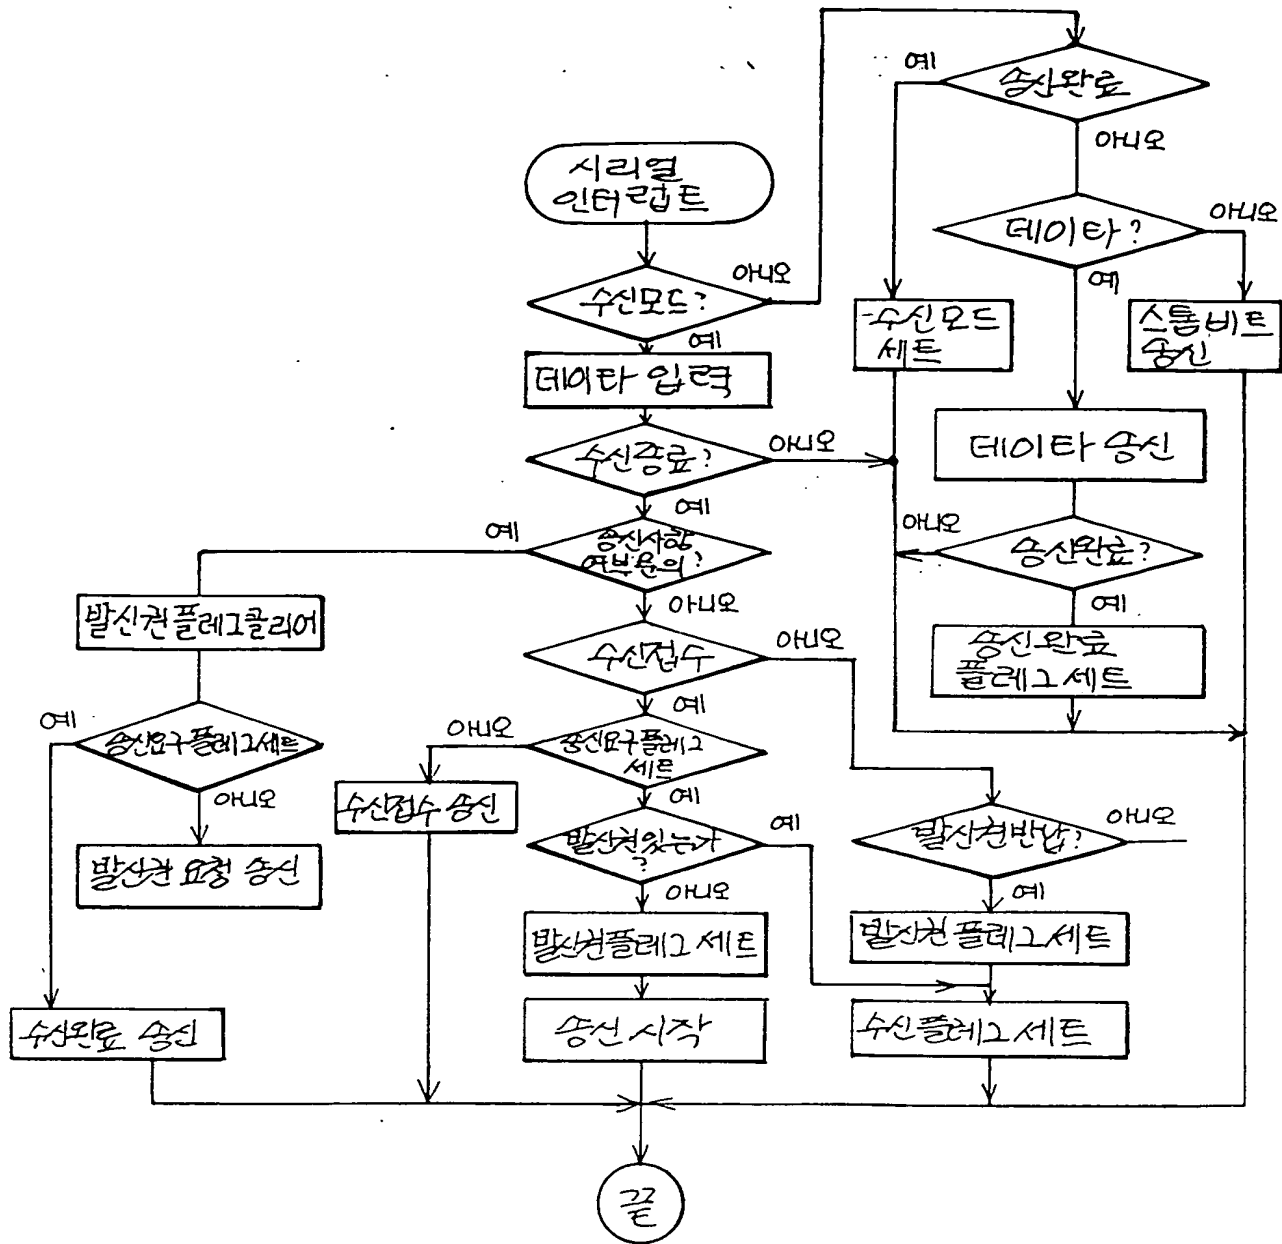 예
송신완료
아니오
시리얼
인터럽트
데이타?
아니오
아니오
예
수신모드?
예
수신모드
세트
스톱비트
송신
데이타 입력
수신종료?
아니오
데이타 송신
예
예
송신사항
여부문의?
아니오
송신완료?
아니오
예
발신권플레그클리어
수신접수
아니오
송신완료
플레그세트
예
예
송신요구플레그세트
아니오
송신요구플레그
세트
아니오
수신접수 송신
예
발신권있는가
?
예
발신권반납?
아니오
발신권 요청 송신
아니오
예
발신권플레그 세트
발신권 플레그세트
수신완료 송신
송신 시작
수신플레그 세트
끝